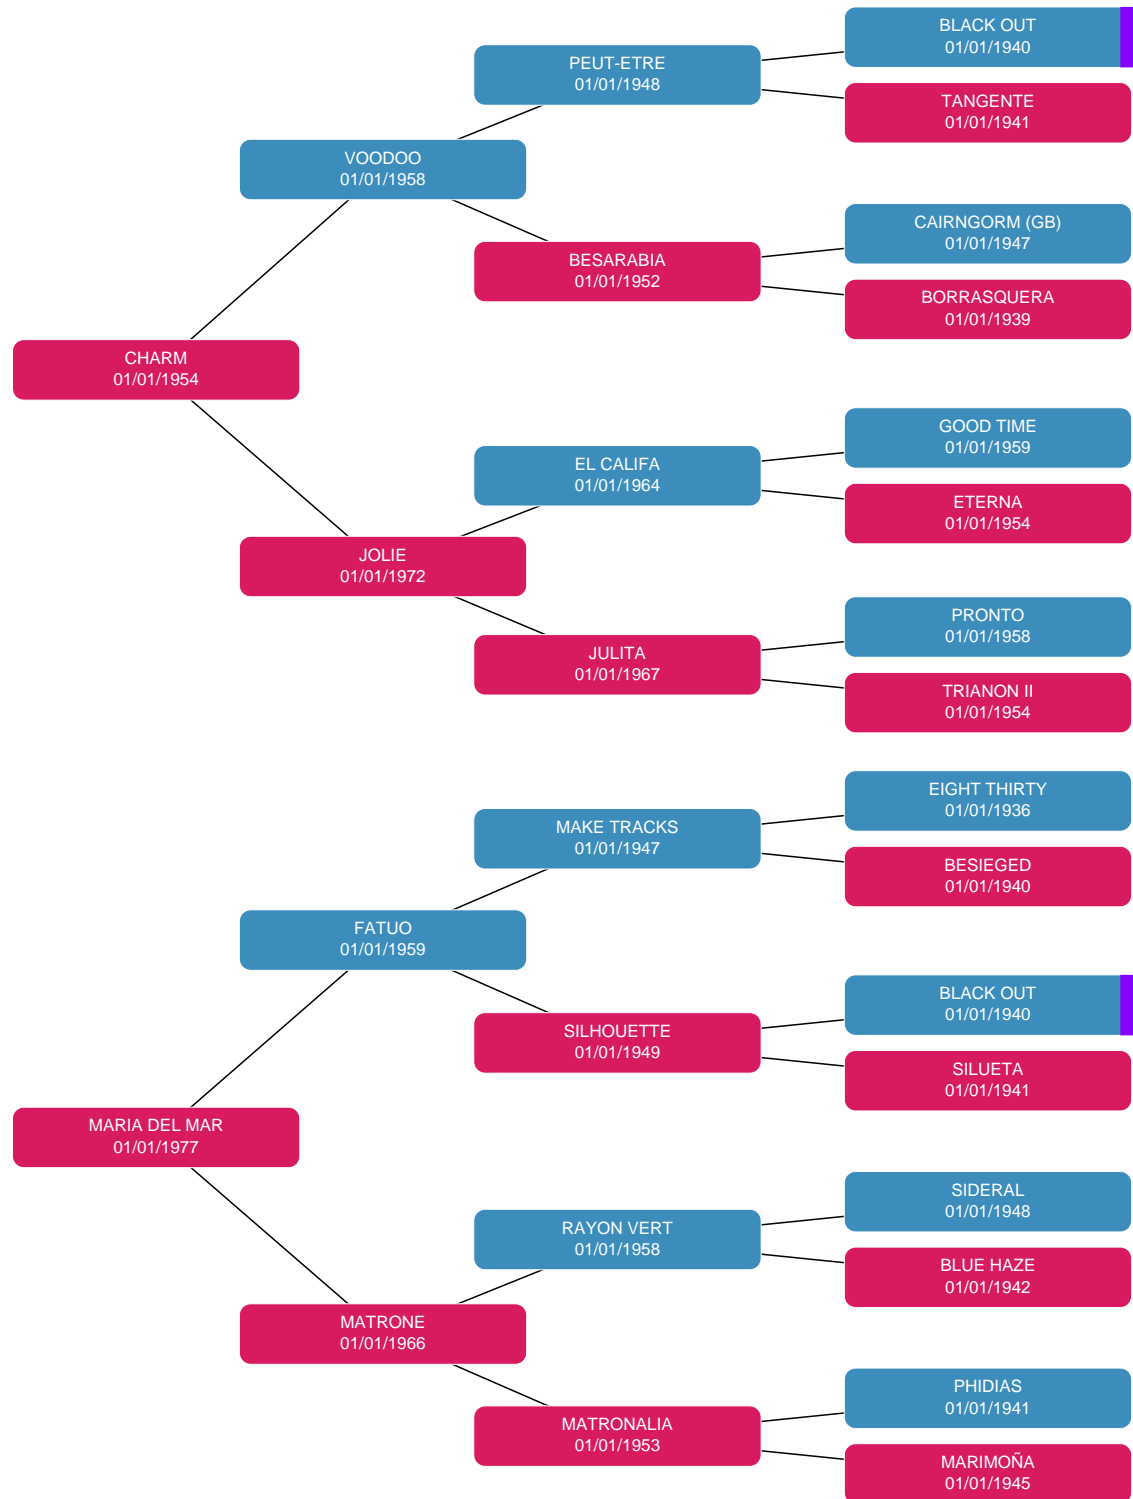 BLACK OUT
01/01/1940
PEUT-ETRE
01/01/1948
TANGENTE
01/01/1941
VOODOO
01/01/1958
CAIRNGORM (GB)
01/01/1947
BESARABIA
01/01/1952
BORRASQUERA
01/01/1939
CHARM
01/01/1954
GOOD TIME
01/01/1959
EL CALIFA
01/01/1964
ETERNA
01/01/1954
JOLIE
01/01/1972
PRONTO
01/01/1958
JULITA
01/01/1967
TRIANON II
01/01/1954
EIGHT THIRTY
01/01/1936
MAKE TRACKS
01/01/1947
BESIEGED
01/01/1940
FATUO
01/01/1959
BLACK OUT
01/01/1940
SILHOUETTE
01/01/1949
SILUETA
01/01/1941
MARIA DEL MAR
01/01/1977
SIDERAL
01/01/1948
RAYON VERT
01/01/1958
BLUE HAZE
01/01/1942
MATRONE
01/01/1966
PHIDIAS
01/01/1941
MATRONALIA
01/01/1953
MARIMOÑA
01/01/1945